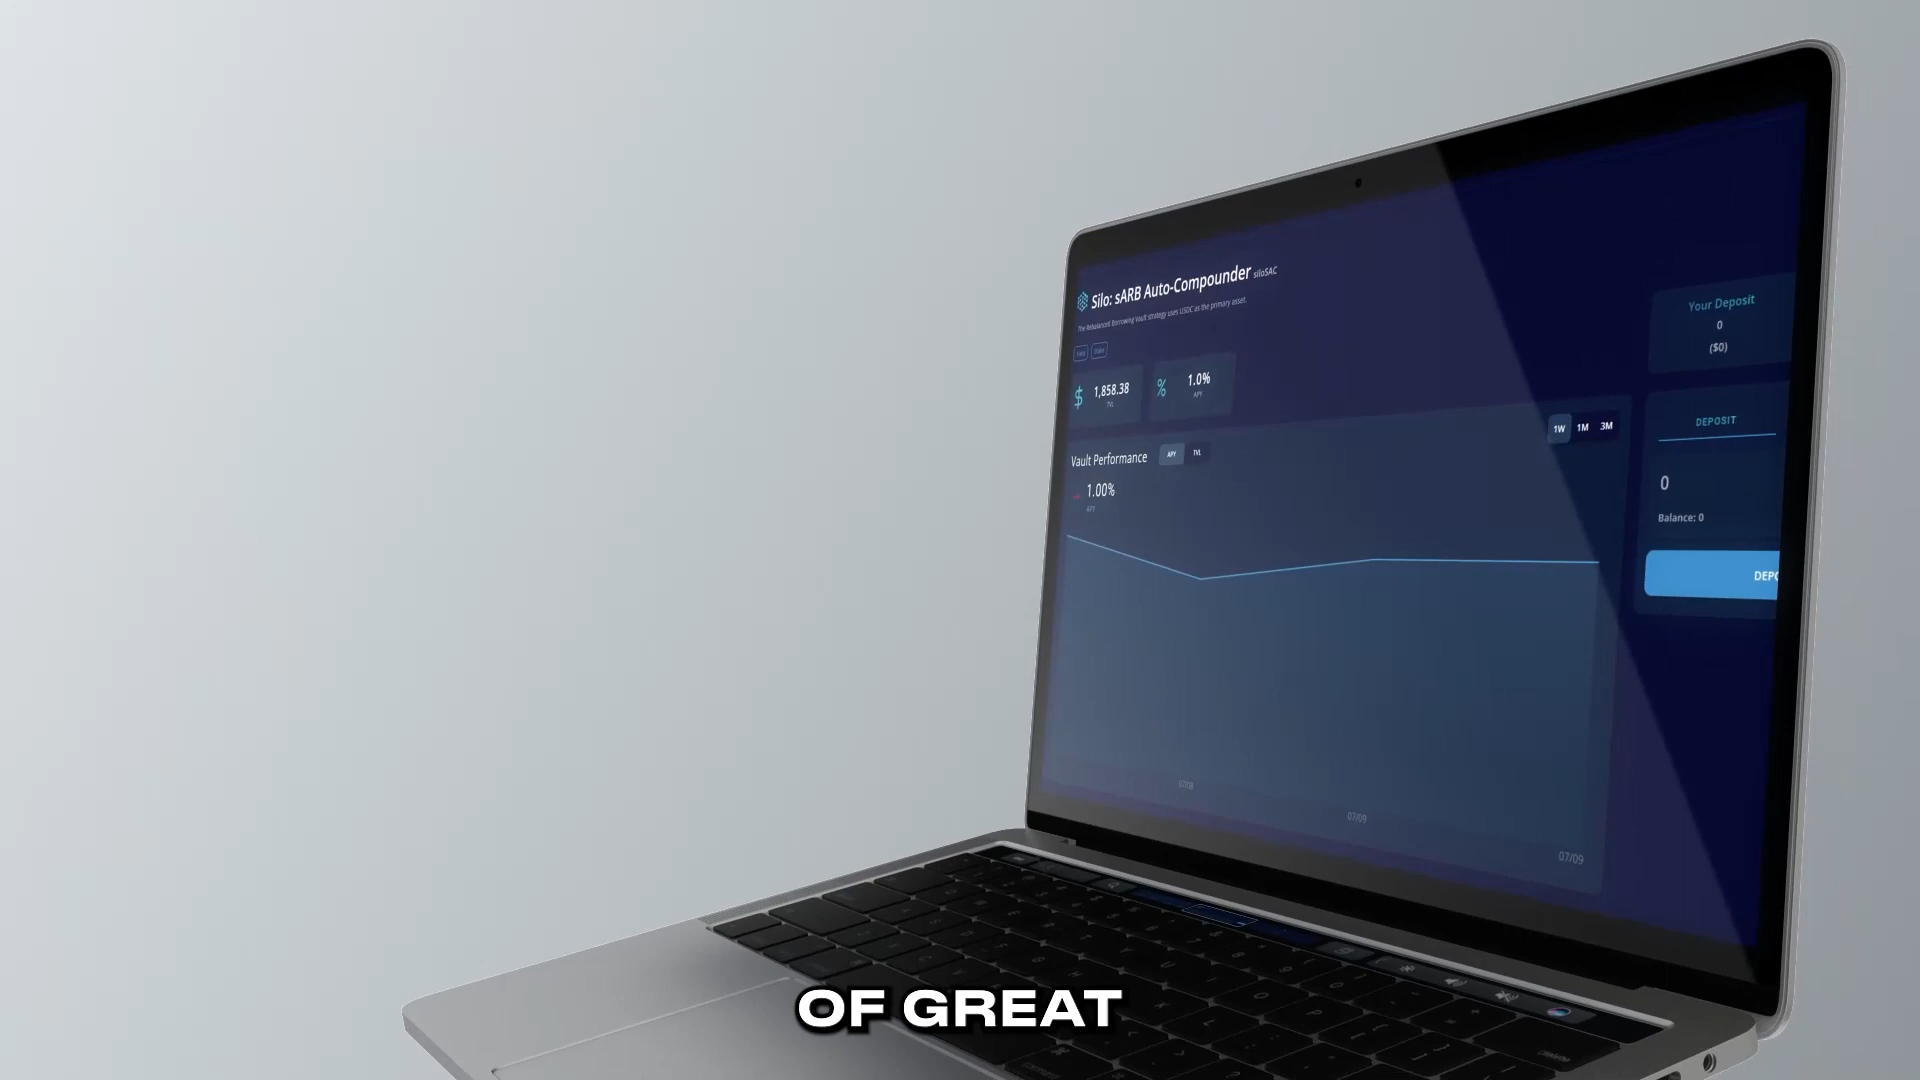 Silo: sARB Auto-Compounder siloSAC
The Rebalanced Borrowing Vault strategy uses USDC as the primary asset.
$ 1,858.38
TVL
% 1.0%
APY
Vault Performance APY TVL
1W 1M 3M
1.00%
APY
07/08
07/09
07/09
Your Deposit
0
($0)
DEPOSIT
0
Balance: 0
DEPO
OF GREAT